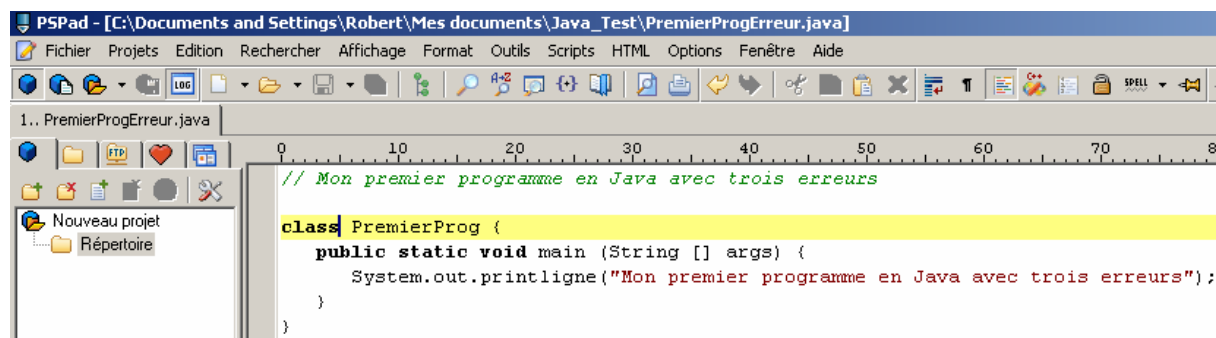 PSPad - [C:\Documents and Settings\Robert\Mes documents\Java_Test\PremierProgErreur.java]
Fichier Projets Edition Rechercher Affichage Format Outils Scripts HTML Options Fenêtre Aide
LOG A-Z C++ SPELL
1.. PremierProgErreur.java
FTP
0 10 20 30 40 50 60 70 8
// Mon premier programme en Java avec trois erreurs
Nouveau projet
Répertoire
class PremierProg {
public static void main (String [] args) {
System.out.printligne("Mon premier programme en Java avec trois erreurs");
}
}